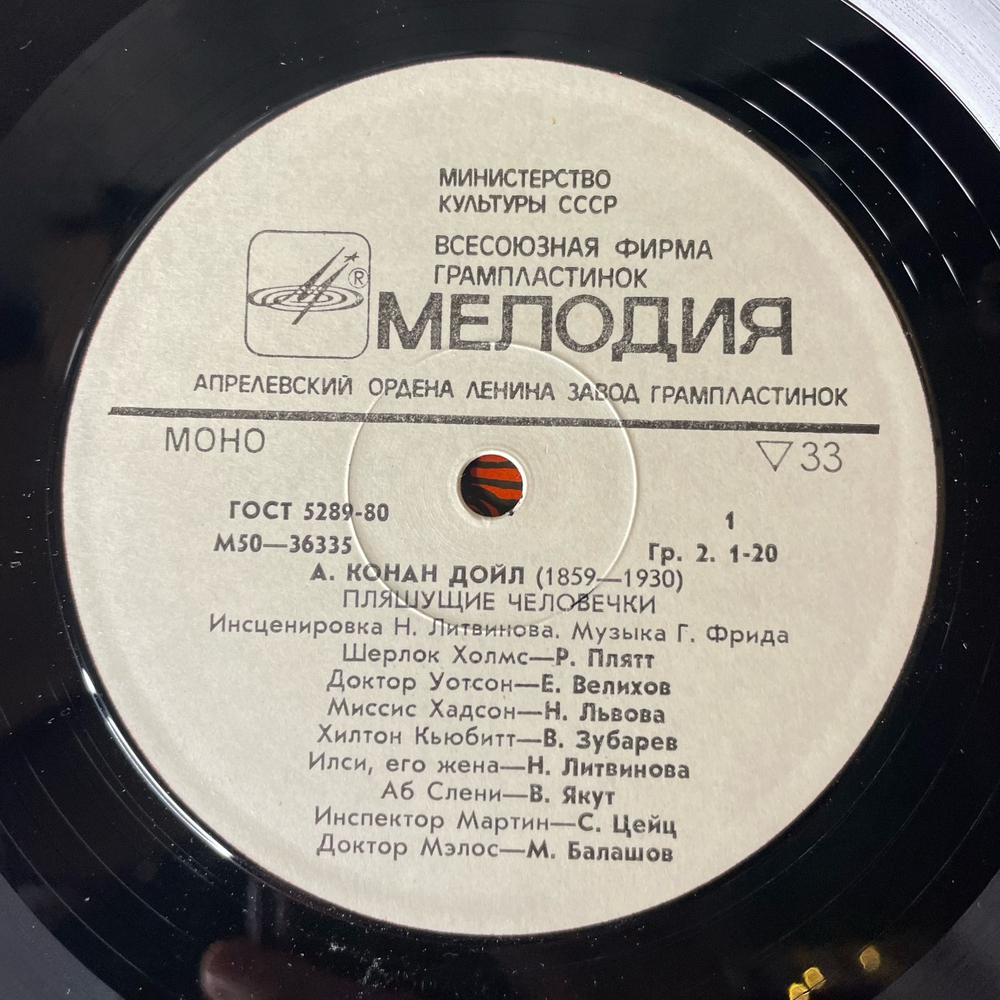 МИНИСТЕРСТВО
КУЛЬТУРЫ СССР
ВСЕСОЮЗНАЯ ФИРМА
ГРАМПЛАСТИНОК
®
МЕЛОДИЯ
АПРЕЛЕВСКИЙ ОРДЕНА ЛЕНИНА ЗАВОД ГРАМПЛАСТИНОК
МОНО ▽33
ГОСТ 5289-80 1
М50—36335 Гр. 2. 1-20
А. КОНАН ДОЙЛ (1859—1930)
ПЛЯШУЩИЕ ЧЕЛОВЕЧКИ
Инсценировка Н. Литвинова. Музыка Г. Фрида
Шерлок Холмс—Р. Плятт
Доктор Уотсон—Е. Велихов
Миссис Хадсон—Н. Львова
Хилтон Кьюбитт—В. Зубарев
Илси, его жена—Н. Литвинова
Аб Слени—В. Якут
Инспектор Мартин—С. Цейц
Доктор Мэлос—М. Балашов